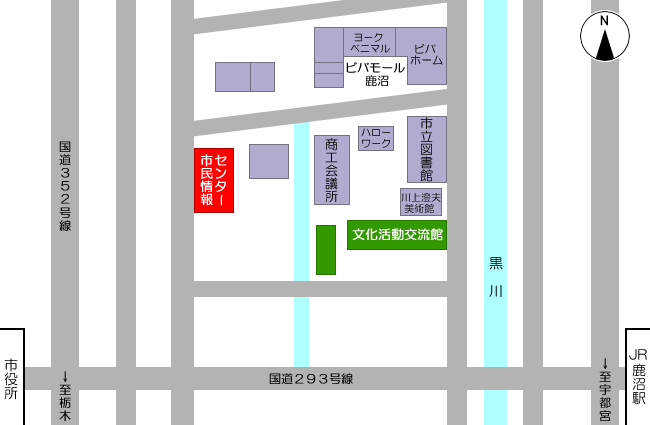 N
ヨーク
ベニマル
ビバ
ホーム
ビバモール
鹿沼
市立図書館
ハロー
ワーク
商工会議所
国道352号線
市民情報
センター
川上澄夫
美術館
文化活動交流館
黒川
JR鹿沼駅
市役所
国道293号線
↓至栃木
↓至宇都宮